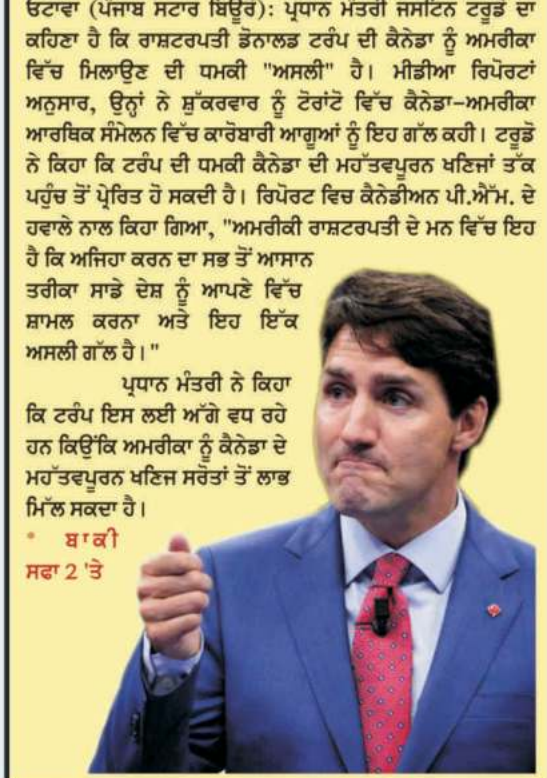 ਓਟਾਵਾ (ਪੰਜਾਬ ਸਟਾਰ ਬਿਊਰੋ): ਪ੍ਰਧਾਨ ਮੰਤਰੀ ਜਸਟਿਨ ਟਰੂਡੋ ਦਾ
ਕਹਿਣਾ ਹੈ ਕਿ ਰਾਸ਼ਟਰਪਤੀ ਡੋਨਾਲਡ ਟਰੰਪ ਦੀ ਕੈਨੇਡਾ ਨੂੰ ਅਮਰੀਕਾ
ਵਿੱਚ ਮਿਲਾਉਣ ਦੀ ਧਮਕੀ "ਅਸਲੀ" ਹੈ। ਮੀਡੀਆ ਰਿਪੋਰਟਾਂ
ਅਨੁਸਾਰ, ਉਨ੍ਹਾਂ ਨੇ ਸ਼ੁੱਕਰਵਾਰ ਨੂੰ ਟੋਰਾਂਟੋ ਵਿੱਚ ਕੈਨੇਡਾ-ਅਮਰੀਕਾ
ਆਰਥਿਕ ਸੰਮੇਲਨ ਵਿੱਚ ਕਾਰੋਬਾਰੀ ਆਗੂਆਂ ਨੂੰ ਇਹ ਗੱਲ ਕਹੀ। ਟਰੂਡੋ
ਨੇ ਕਿਹਾ ਕਿ ਟਰੰਪ ਦੀ ਧਮਕੀ ਕੈਨੇਡਾ ਦੀ ਮਹੱਤਵਪੂਰਨ ਖਣਿਜਾਂ ਤੱਕ
ਪਹੁੰਚ ਤੋਂ ਪ੍ਰੇਰਿਤ ਹੋ ਸਕਦੀ ਹੈ। ਰਿਪੋਰਟ ਵਿਚ ਕੈਨੇਡੀਅਨ ਪੀ.ਐੱਮ. ਦੇ
ਹਵਾਲੇ ਨਾਲ ਕਿਹਾ ਗਿਆ, "ਅਮਰੀਕੀ ਰਾਸ਼ਟਰਪਤੀ ਦੇ ਮਨ ਵਿੱਚ ਇਹ
ਹੈ ਕਿ ਅਜਿਹਾ ਕਰਨ ਦਾ ਸਭ ਤੋਂ ਆਸਾਨ
ਤਰੀਕਾ ਸਾਡੇ ਦੇਸ਼ ਨੂੰ ਆਪਣੇ ਵਿੱਚ
ਸ਼ਾਮਲ ਕਰਨਾ ਅਤੇ ਇਹ ਇੱਕ
ਅਸਲੀ ਗੱਲ ਹੈ।"
ਪ੍ਰਧਾਨ ਮੰਤਰੀ ਨੇ ਕਿਹਾ
ਕਿ ਟਰੰਪ ਇਸ ਲਈ ਅੱਗੇ ਵਧ ਰਹੇ
ਹਨ ਕਿਉਂਕਿ ਅਮਰੀਕਾ ਨੂੰ ਕੈਨੇਡਾ ਦੇ
ਮਹੱਤਵਪੂਰਨ ਖਣਿਜ ਸਰੋਤਾਂ ਤੋਂ ਲਾਭ
ਮਿੱਲ ਸਕਦਾ ਹੈ।
* ਬਾਕੀ
ਸਫਾ 2 'ਤੇ